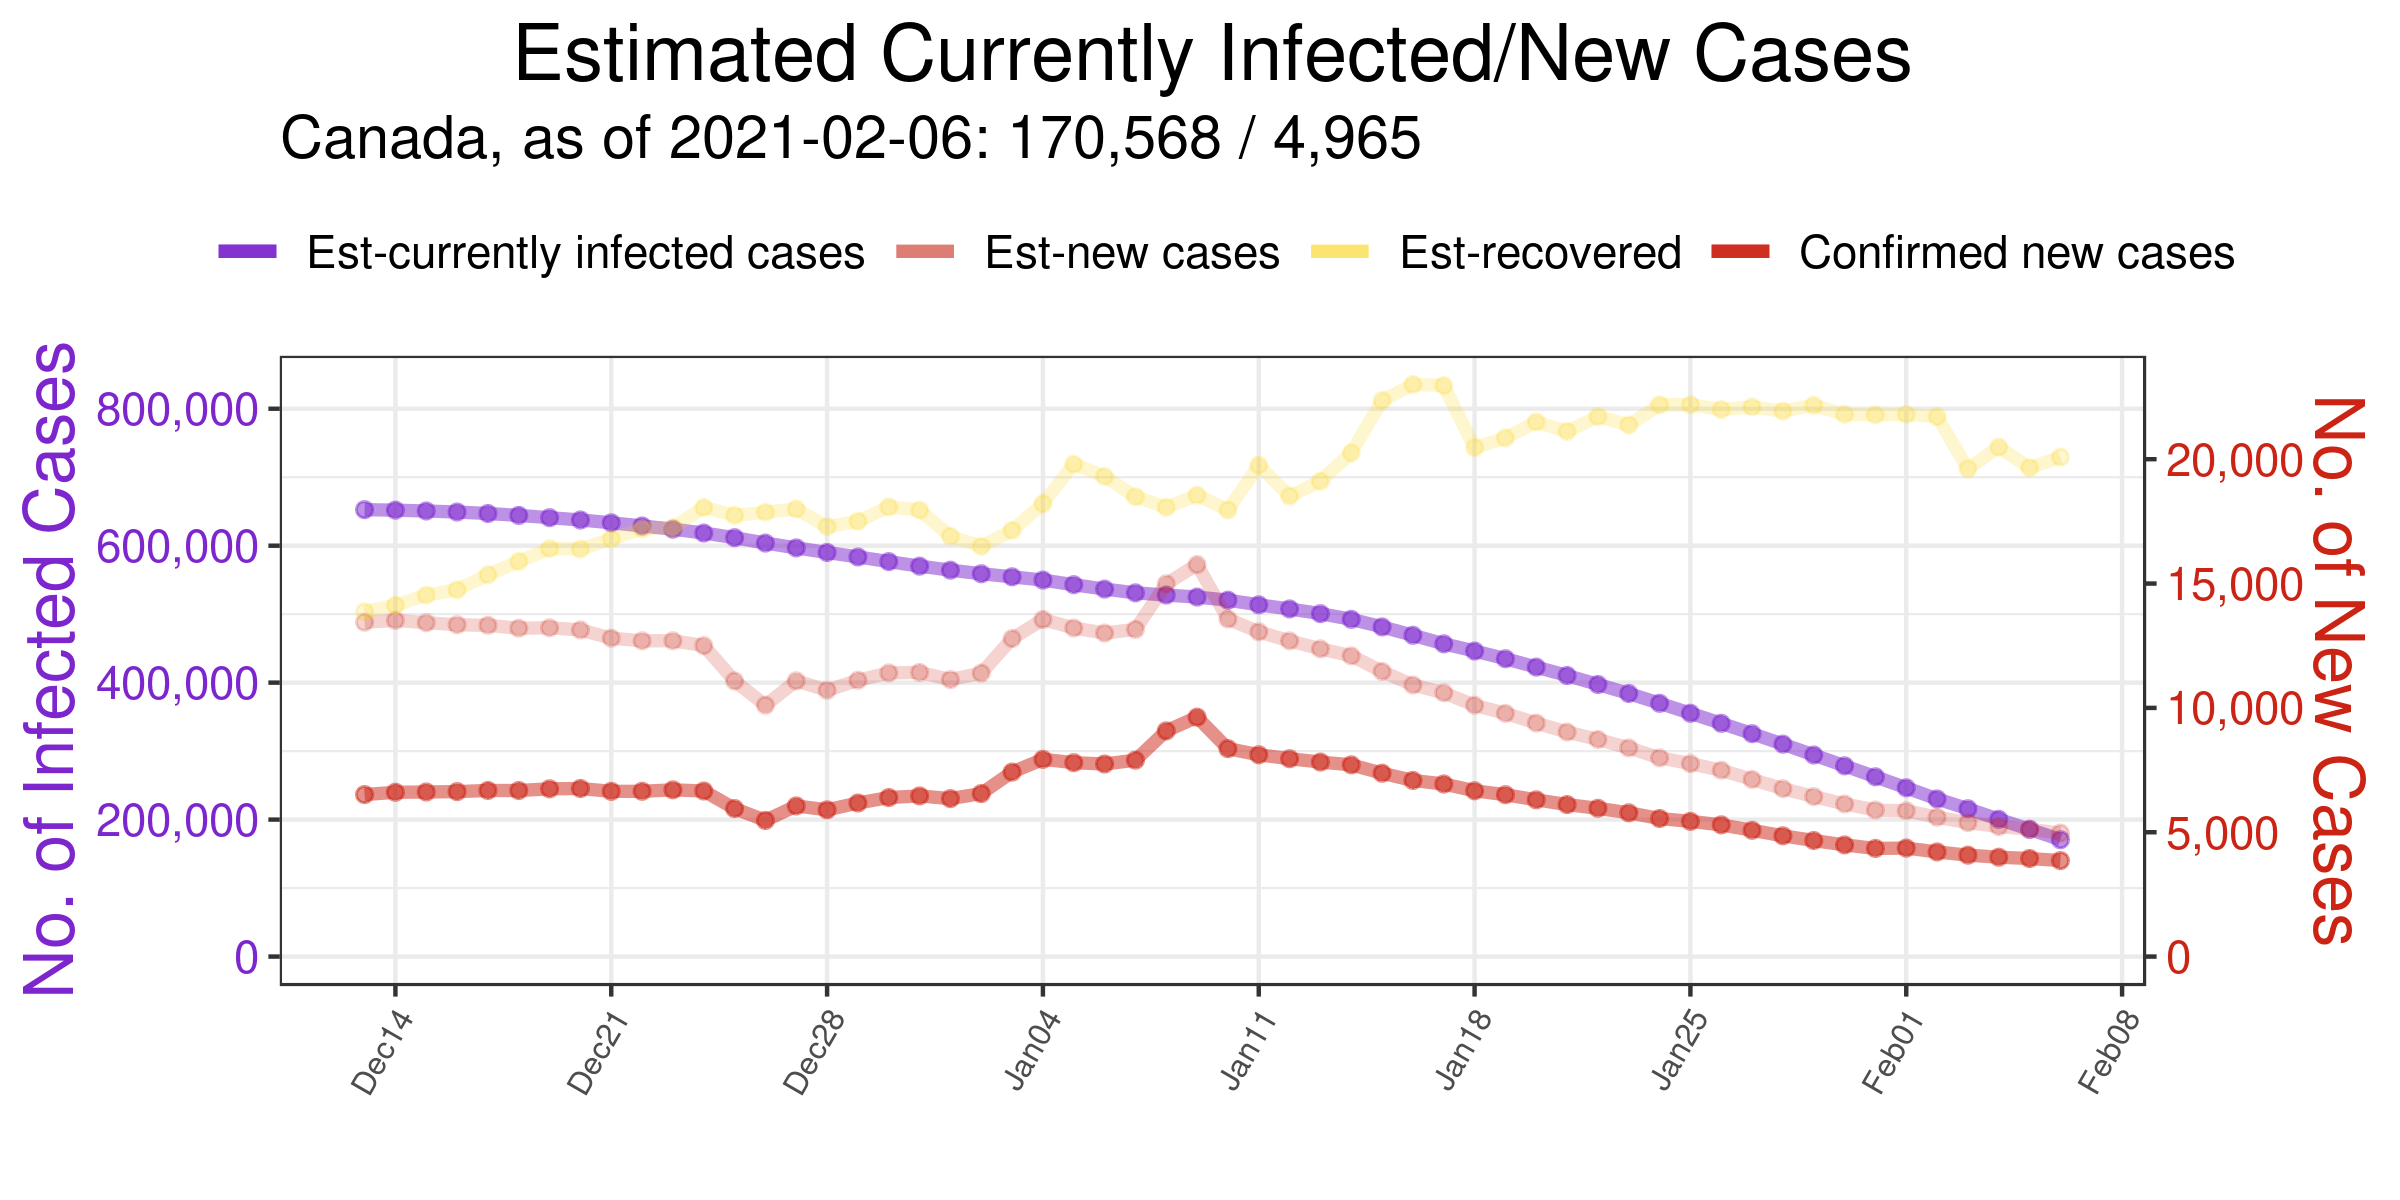 Estimated Currently Infected/New Cases
Canada, as of 2021-02-06: 170,568 / 4,965
Est-currently infected cases Est-new cases Est-recovered Confirmed new cases
No. of Infected Cases
800,000
600,000
400,000
200,000
0
20,000
15,000
10,000
5,000
0
No. of New Cases
Dec14 Dec21 Dec28 Jan04 Jan11 Jan18 Jan25 Feb01 Feb08